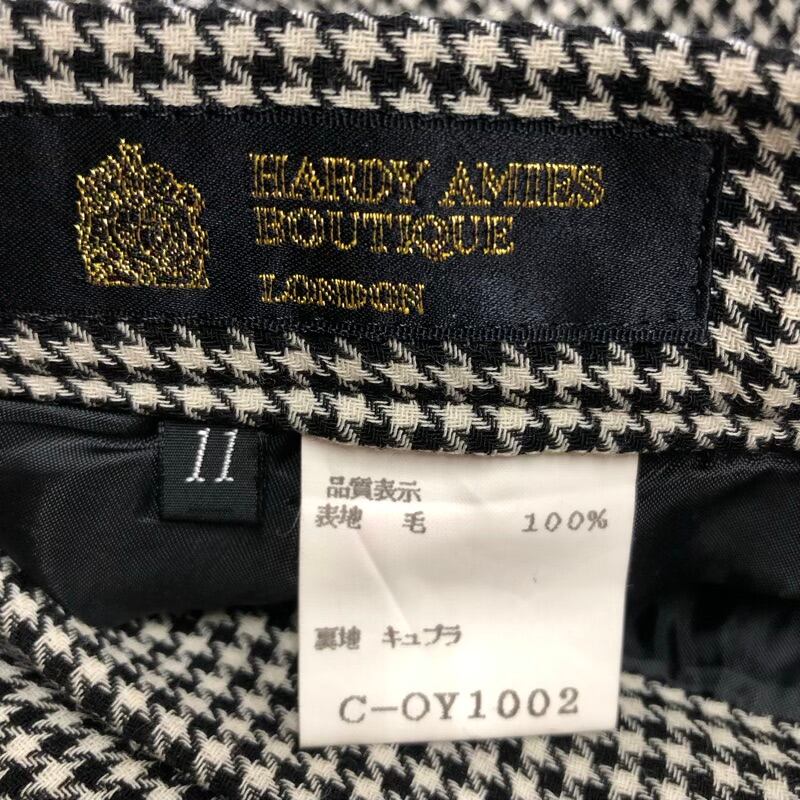 HARDY AMIES
BOUTIQUE
LONDON
11
品質表示
表地 毛 100%
裏地 キュプラ
C-OY1002